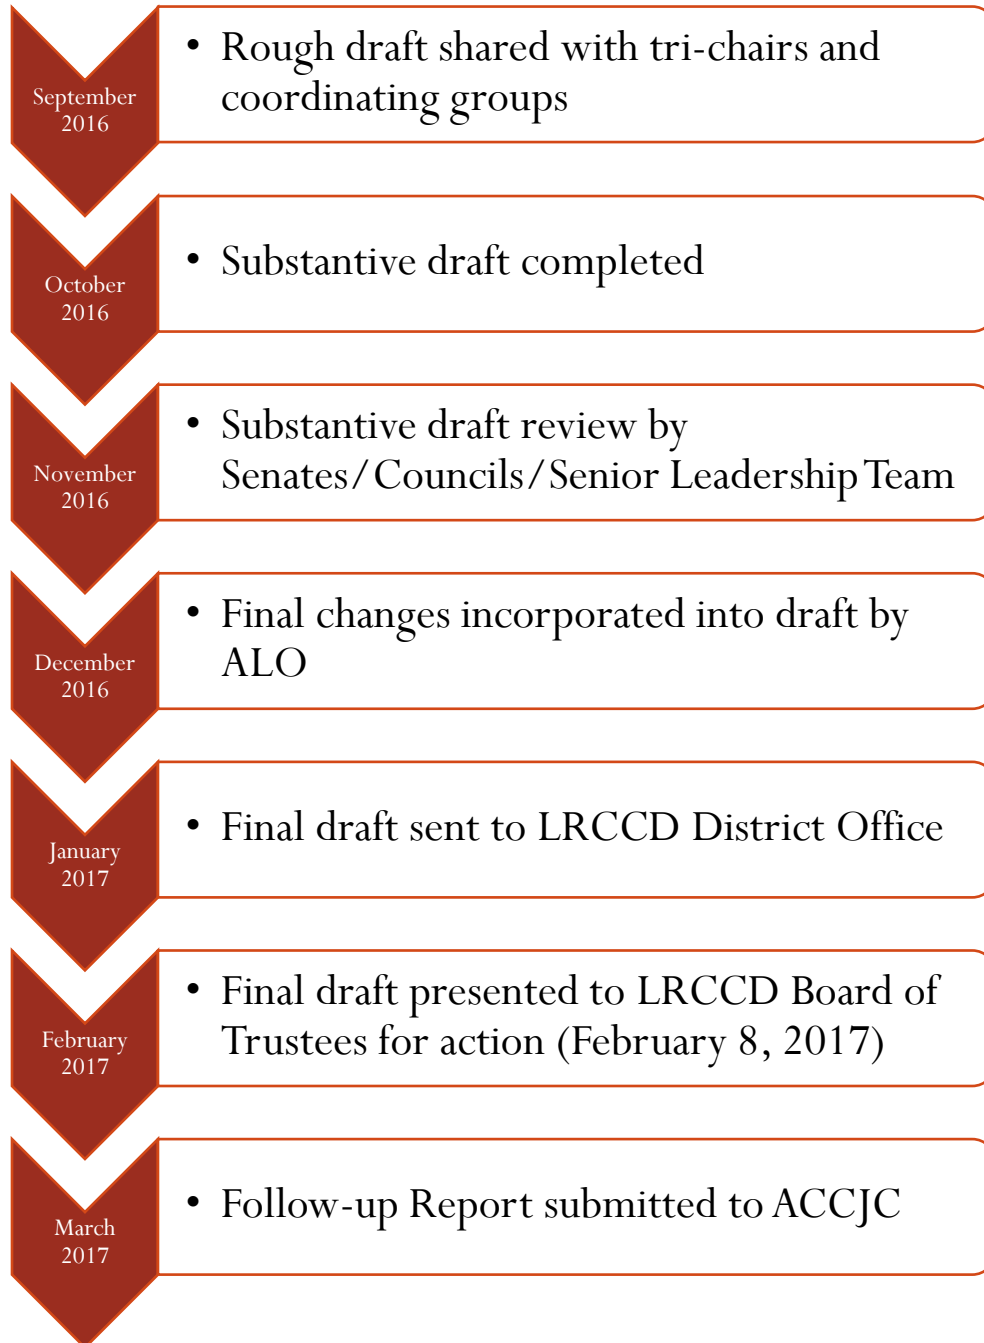 September
2016
• Rough draft shared with tri-chairs and
coordinating groups
October
2016
• Substantive draft completed
November
2016
• Substantive draft review by
Senates/Councils/Senior Leadership Team
December
2016
• Final changes incorporated into draft by
ALO
January
2017
• Final draft sent to LRCCD District Office
February
2017
• Final draft presented to LRCCD Board of
Trustees for action (February 8, 2017)
March
2017
• Follow-up Report submitted to ACCJC